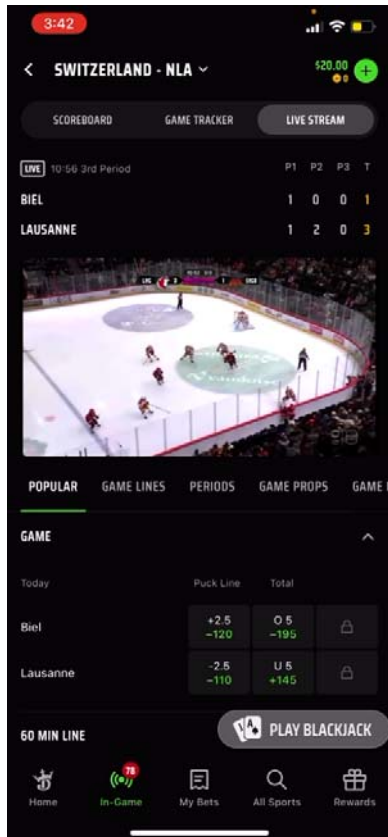 3:42
< SWITZERLAND - NLA
$20.00
0
SCOREBOARD GAME TRACKER LIVE STREAM
LIVE 10:56 3rd Period P1 P2 P3 T
BIEL 1 0 0 1
LAUSANNE 1 2 0 3
POPULAR GAME LINES PERIODS GAME PROPS GAME
GAME
Today Puck Line Total
Biel +2.5 O 5
-120 -195
Lausanne -2.5 U 5
-110 +145
60 MIN LINE
A PLAY BLACKJACK
78
Home In-Game My Bets All Sports Rewards